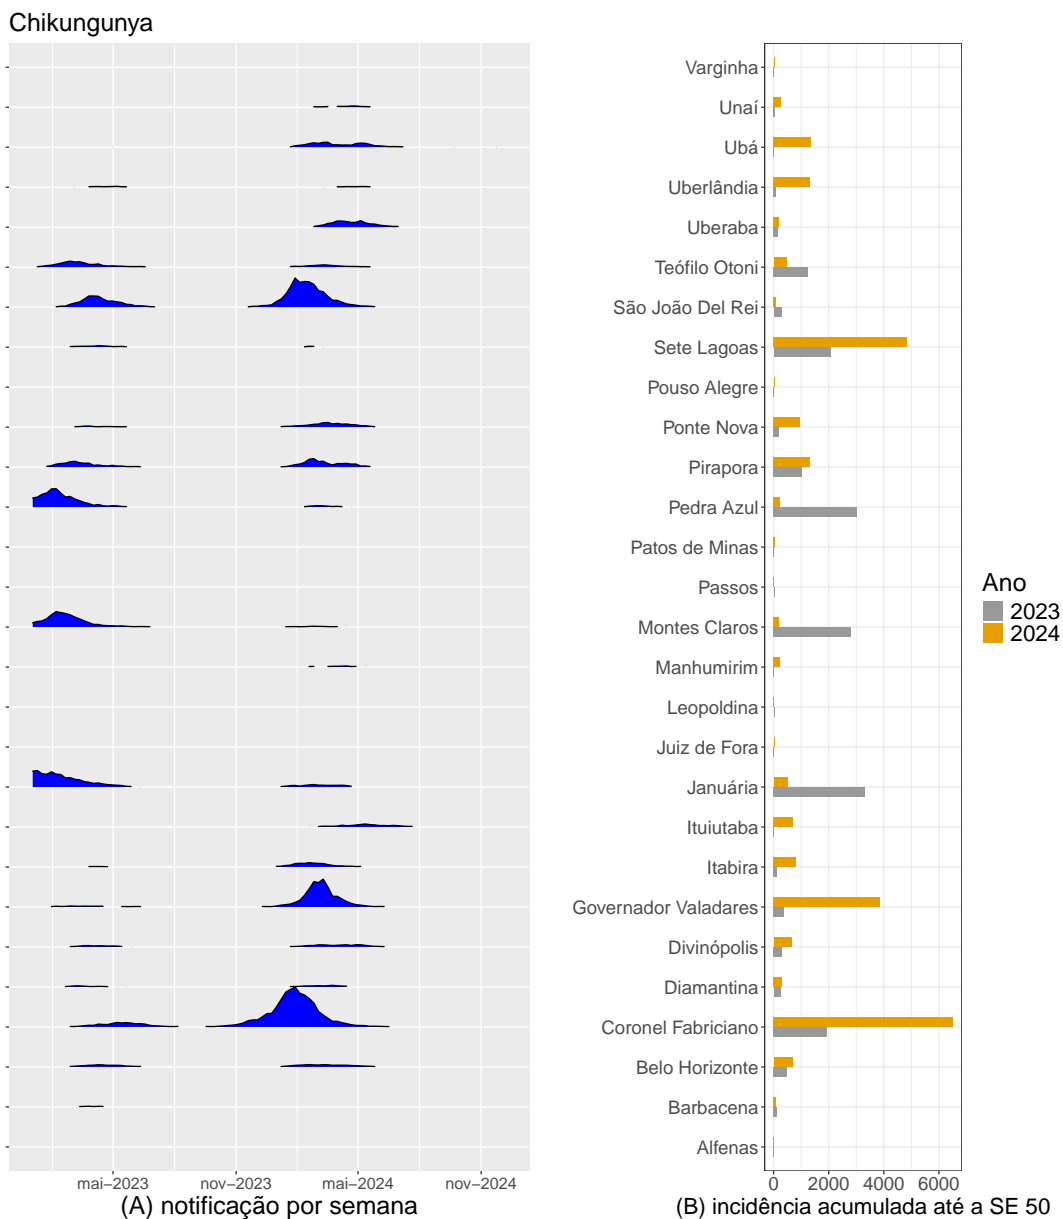 Chikungunya
Varginha
Unaí
Ubá
Uberlândia
Uberaba
Teófilo Otoni
São João Del Rei
Sete Lagoas
Pouso Alegre
Ponte Nova
Pirapora
Pedra Azul
Patos de Minas
Passos
Montes Claros
Manhumirim
Leopoldina
Juiz de Fora
Januária
Ituiutaba
Itabira
Governador Valadares
Divinópolis
Diamantina
Coronel Fabriciano
Belo Horizonte
Barbacena
Alfenas
Ano
2023
2024
mai−2023 nov−2023 mai−2024 nov−2024
(A) notificação por semana
0 2000 4000 6000
(B) incidência acumulada até a SE 50